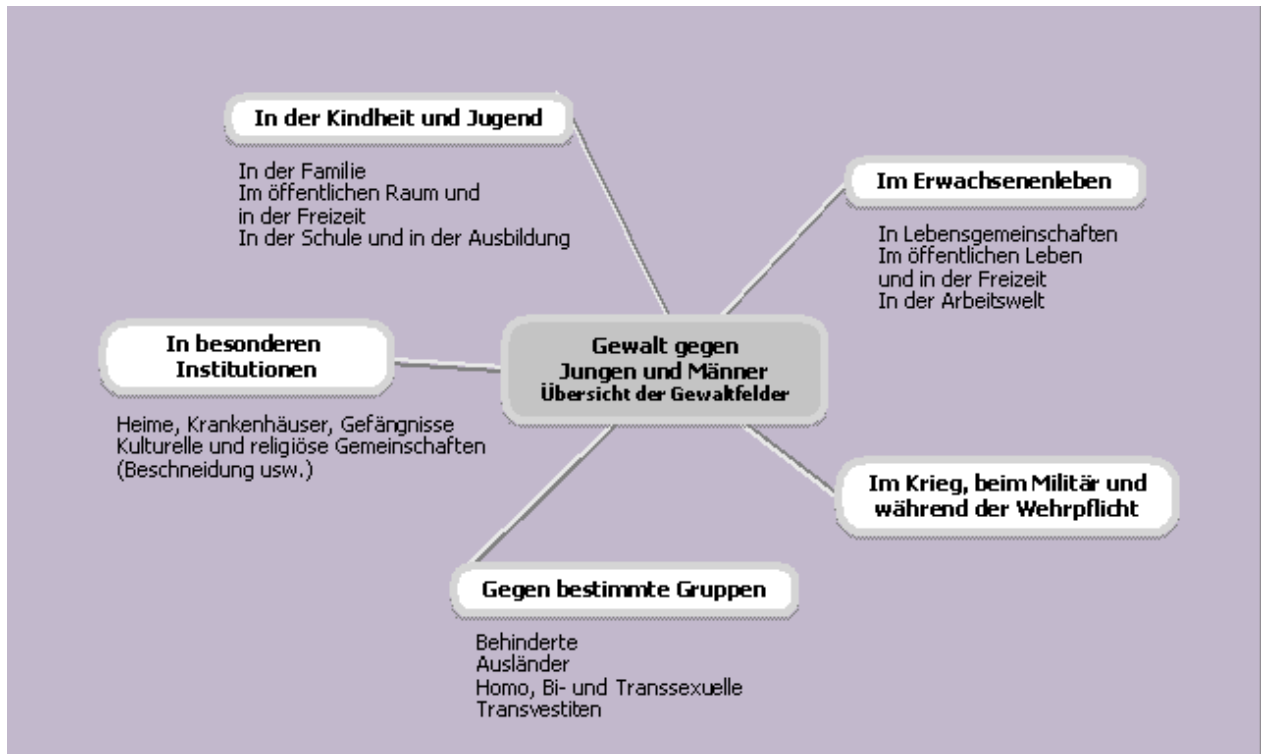 In der Kindheit und Jugend
In der Familie
Im öffentlichen Raum und
in der Freizeit
In der Schule und in der Ausbildung
Im Erwachsenenleben
In Lebensgemeinschaften
Im öffentlichen Leben
und in der Freizeit
In der Arbeitswelt
In besonderen
Institutionen
Heime, Krankenhäuser, Gefängnisse
Kulturelle und religiöse Gemeinschaften
(Beschneidung usw.)
Gewalt gegen
Jungen und Männer
Übersicht der Gewaltfelder
Im Krieg, beim Militär und
während der Wehrpflicht
Gegen bestimmte Gruppen
Behinderte
Ausländer
Homo, Bi- und Transsexuelle
Transvestiten